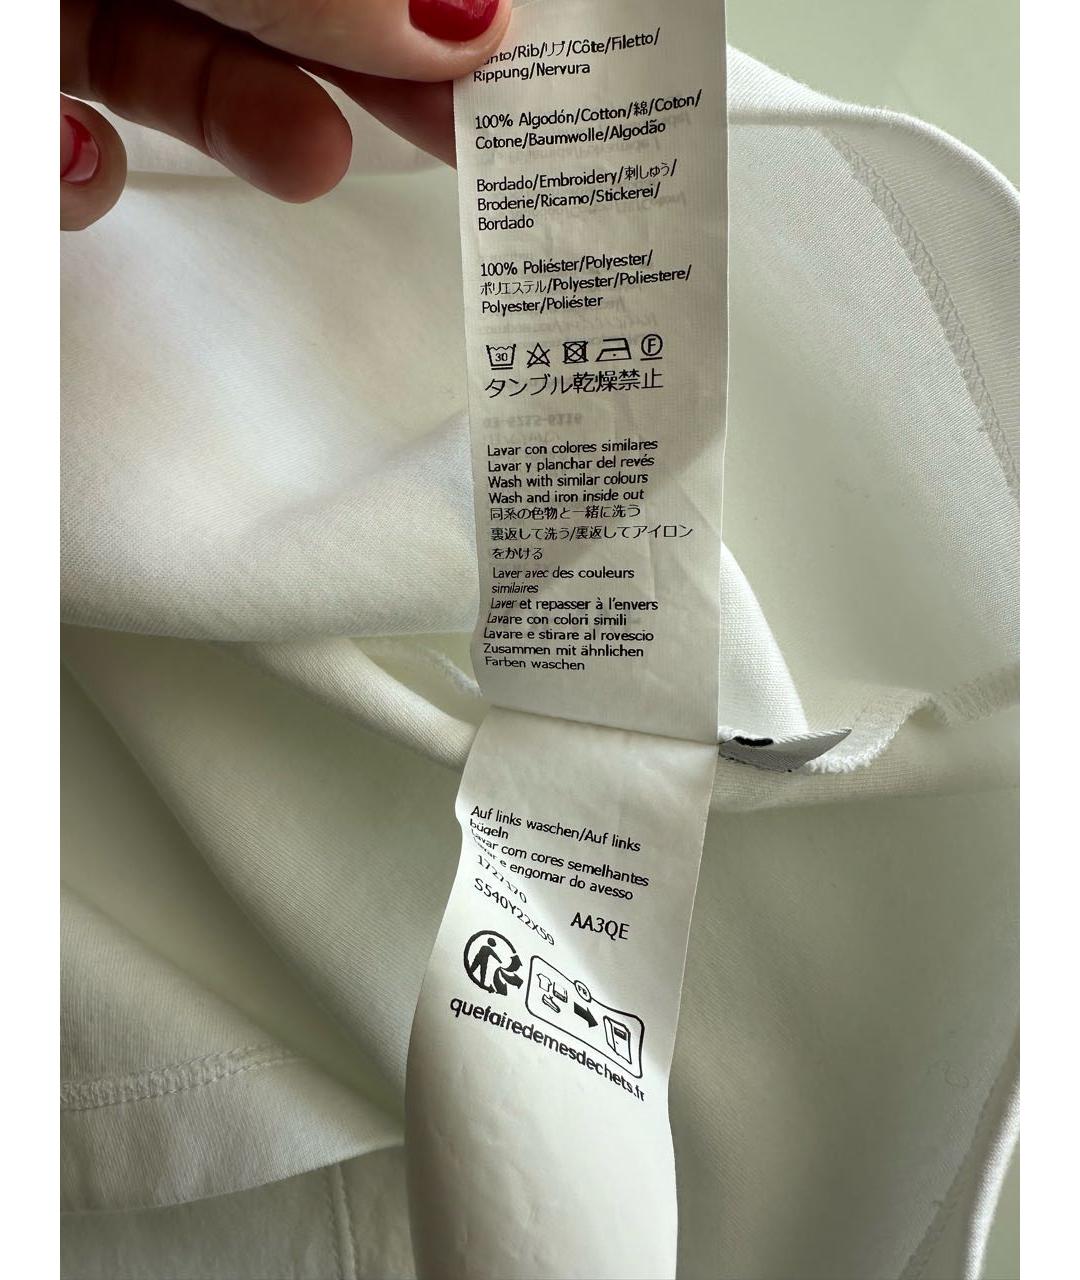 /Rib/リブ/Côte/Filetto/
Rippung/Nervura
100% Algodón/Cotton/綿/Coton/
Cotone/Baumwolle/Algodão
Bordado/Embroidery/刺しゅう/
Broderie/Ricamo/Stickerei/
Bordado
100% Poliéster/Polyester/
ポリエステル/Polyester/Poliestere/
Polyester/Poliéster
30 F
タンブル乾燥禁止
Lavar con colores similares
Lavar y planchar del revés
Wash with similar colours
Wash and iron inside out
同系の色物と一緒に洗う
裏返して洗う/裏返してアイロン
をかける
Laver avec des couleurs
similaires
Laver et repasser à l'envers
Lavare con colori simili
Lavare e stirare al rovescio
Zusammen mit ähnlichen
Farben waschen
Auf links waschen/Auf links
bügeln
Lavar com cores semelhantes
e engomar do avesso
S540Y22X59
AA3QE
FR
quefairedemesdechets.fr